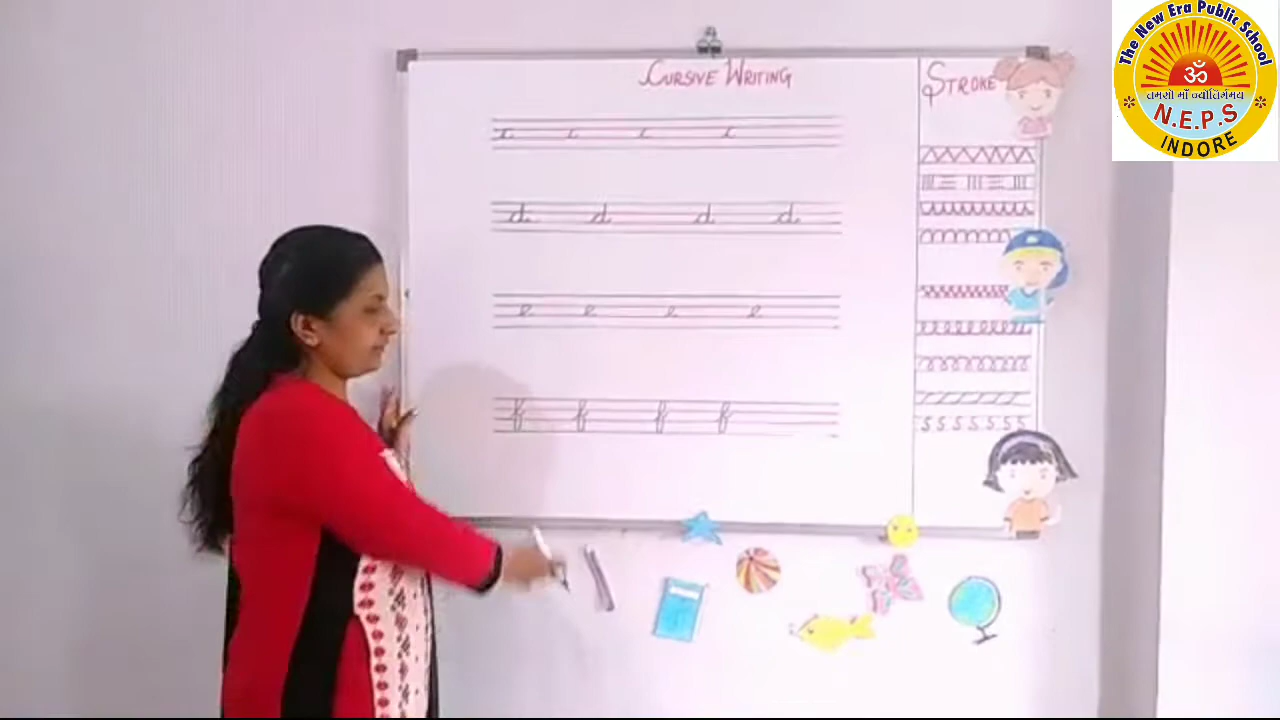 CURSIVE WRITING
c c c c
d d d d
e e e e
f f f f
STROKE
S S S S S S S
The New Era Public School
ॐ
तमसो माँ ज्योतिर्गमय
N.E.P.S
INDORE